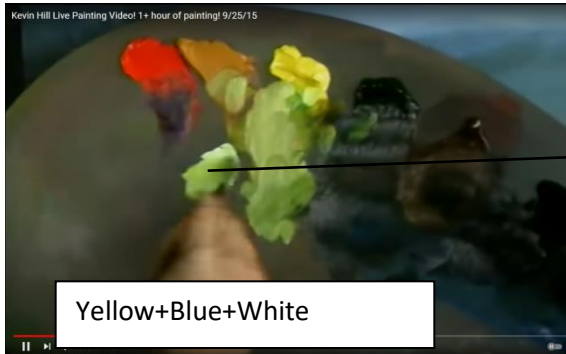 Kevin Hill Live Painting Video! 1+ hour of painting! 9/25/15
Yellow+Blue+White